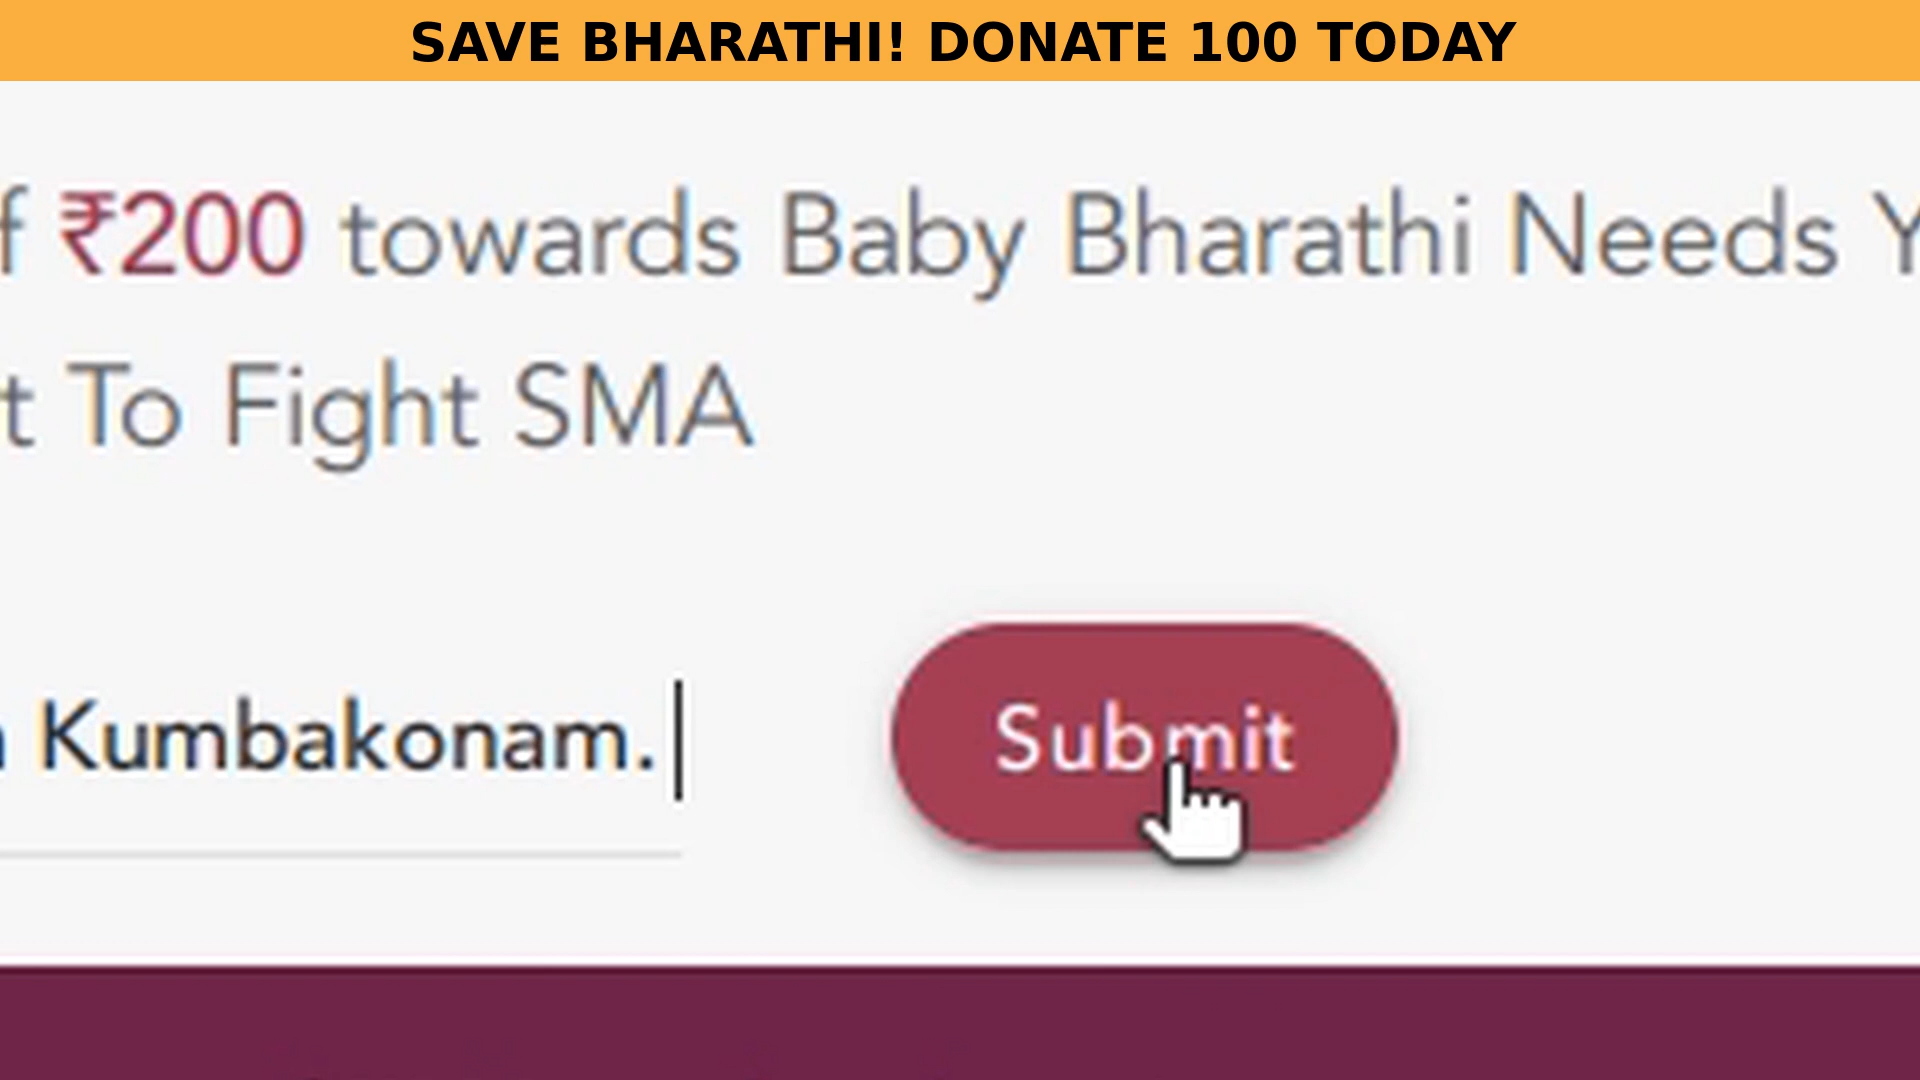 SAVE BHARATHI! DONATE 100 TODAY
₹200 towards Baby Bharathi Needs
To Fight SMA
Kumbakonam.
Submit